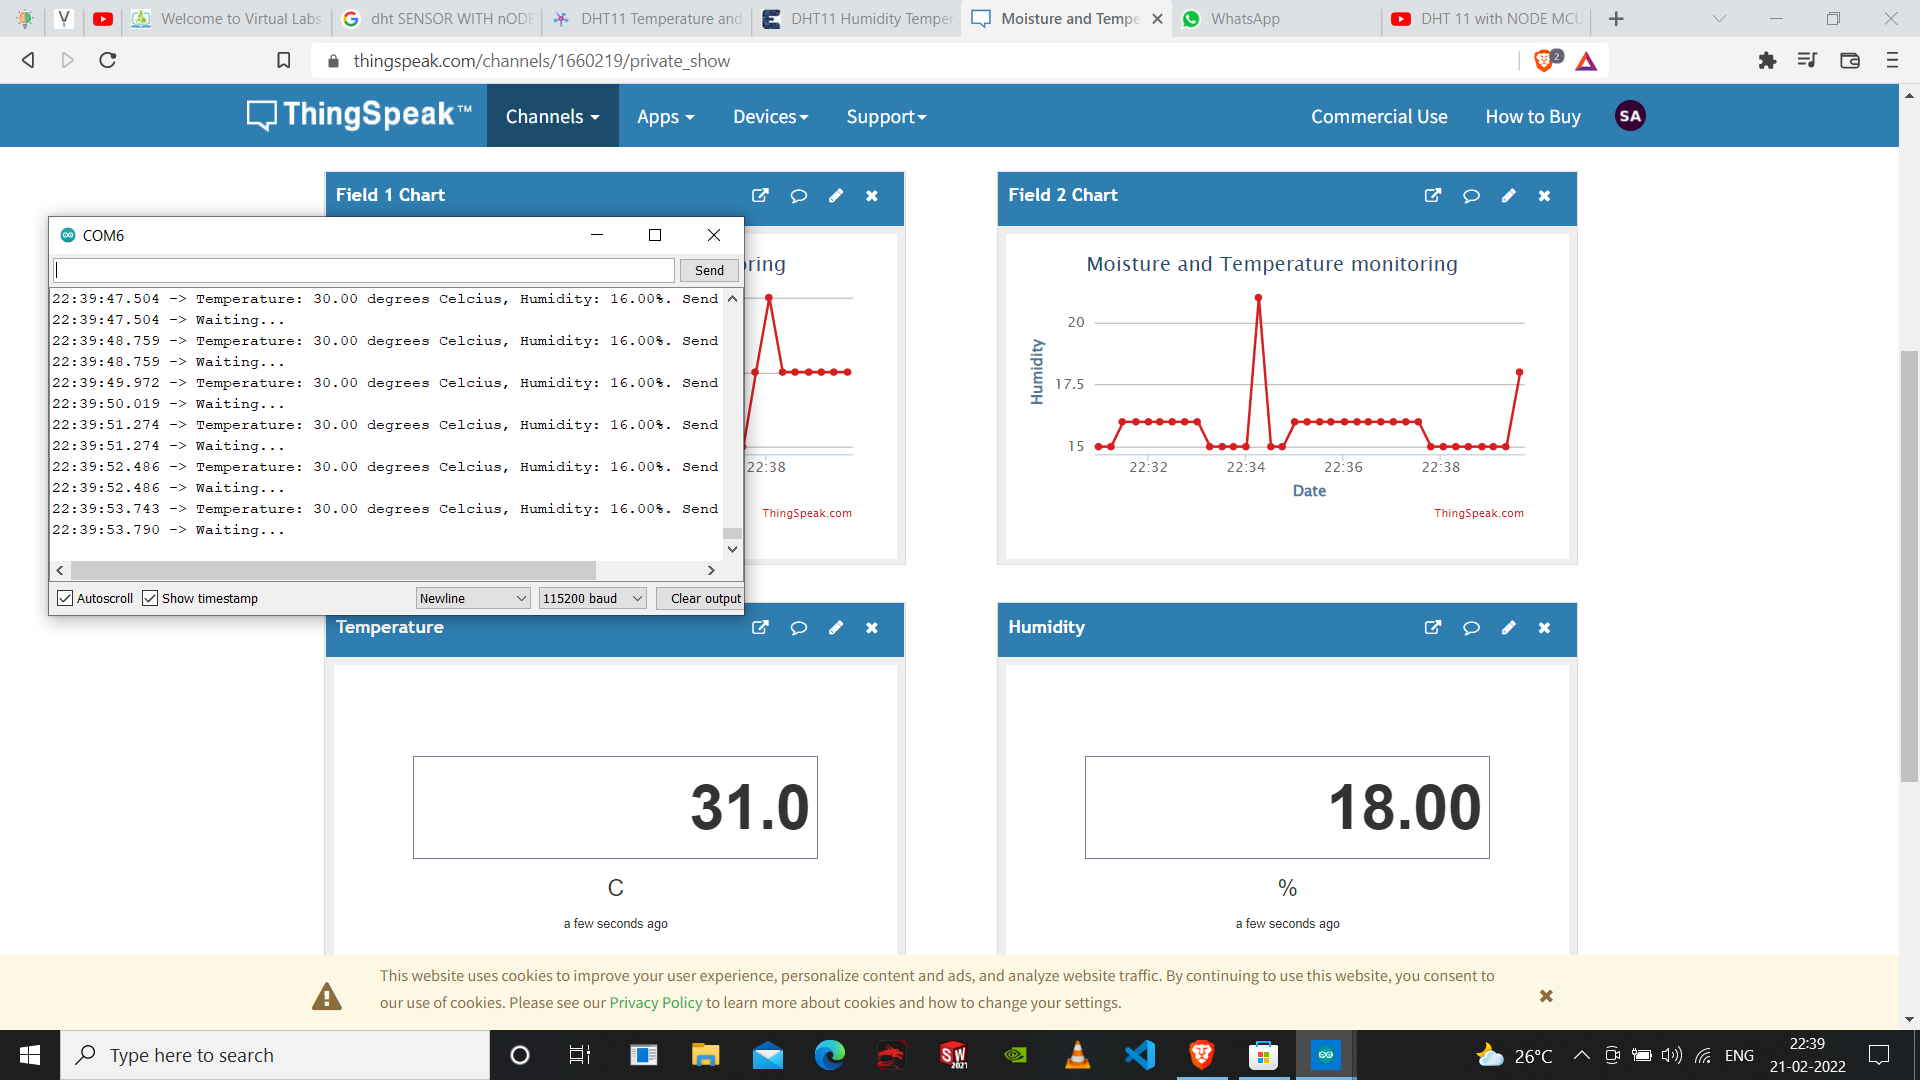 Welcome to Virtual Labs
dht SENSOR WITH nODE
DHT11 Temperature and
DHT11 Humidity Temper
Moisture and Tempe
WhatsApp
DHT 11 with NODE MCU
thingspeak.com/channels/1660219/private_show
2
ThingSpeak™
Channels
Apps
Devices
Support
Commercial Use
How to Buy
SA
Field 1 Chart
Field 2 Chart
COM6
Send
22:39:47.504 -> Temperature: 30.00 degrees Celcius, Humidity: 16.00%. Send
22:39:47.504 -> Waiting...
22:39:48.759 -> Temperature: 30.00 degrees Celcius, Humidity: 16.00%. Send
22:39:48.759 -> Waiting...
22:39:49.972 -> Temperature: 30.00 degrees Celcius, Humidity: 16.00%. Send
22:39:50.019 -> Waiting...
22:39:51.274 -> Temperature: 30.00 degrees Celcius, Humidity: 16.00%. Send
22:39:51.274 -> Waiting...
22:39:52.486 -> Temperature: 30.00 degrees Celcius, Humidity: 16.00%. Send
22:39:52.486 -> Waiting...
22:39:53.743 -> Temperature: 30.00 degrees Celcius, Humidity: 16.00%. Send
22:39:53.790 -> Waiting...
Autoscroll
Show timestamp
Newline
115200 baud
Clear output
ring
22:38
ThingSpeak.com
Moisture and Temperature monitoring
Humidity
20
17.5
15
22:32
22:34
22:36
22:38
Date
ThingSpeak.com
Temperature
31.0
C
a few seconds ago
Humidity
18.00
%
a few seconds ago
This website uses cookies to improve your user experience, personalize content and ads, and analyze website traffic. By continuing to use this website, you consent to
our use of cookies. Please see our Privacy Policy to learn more about cookies and how to change your settings.
Type here to search
SW
2021
26°C
ENG
22:39
21-02-2022